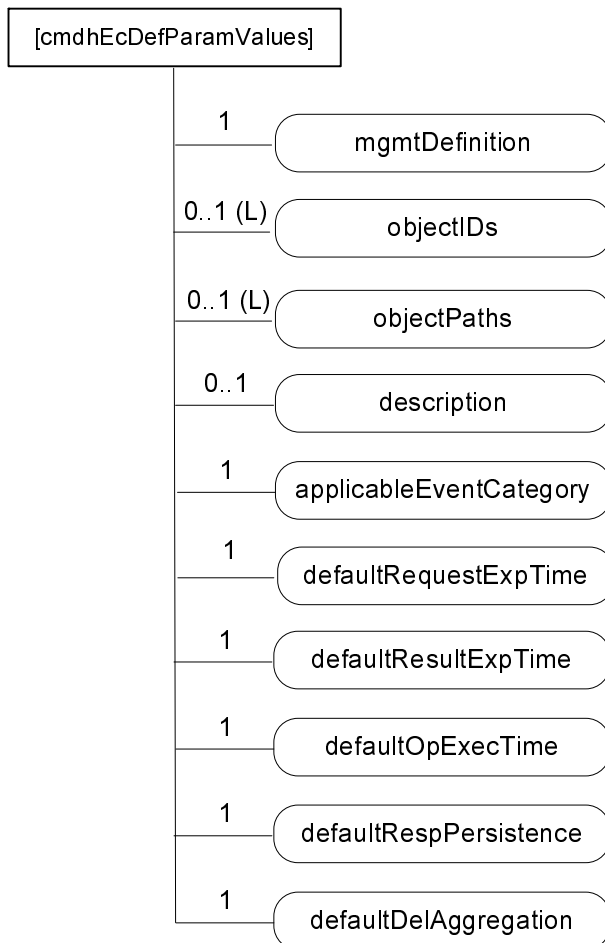 [cmdhEcDefParamValues]
1
mgmtDefinition
0..1 (L)
objectIDs
0..1 (L)
objectPaths
0..1
description
1
applicableEventCategory
1
defaultRequestExpTime
1
defaultResultExpTime
1
defaultOpExecTime
1
defaultRespPersistence
1
defaultDelAggregation